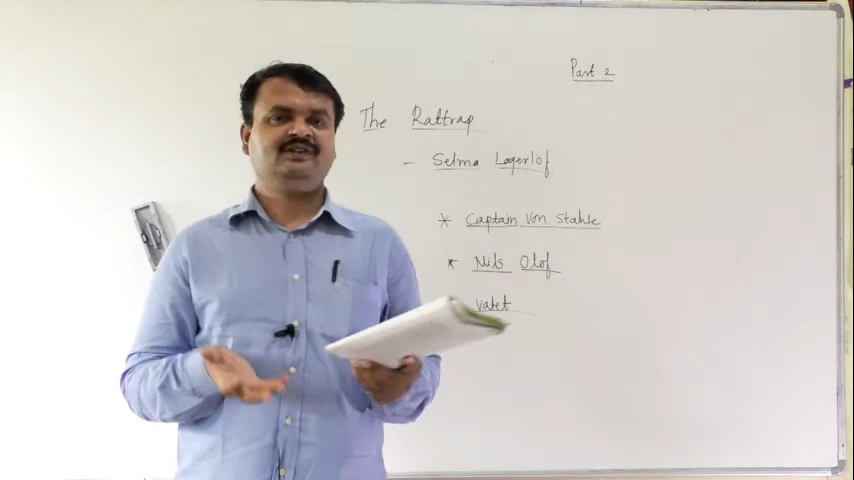 Part 2
The Rattrap
- Selma Lagerlof
* Captain Von Stahle
* Nils Olof
valet